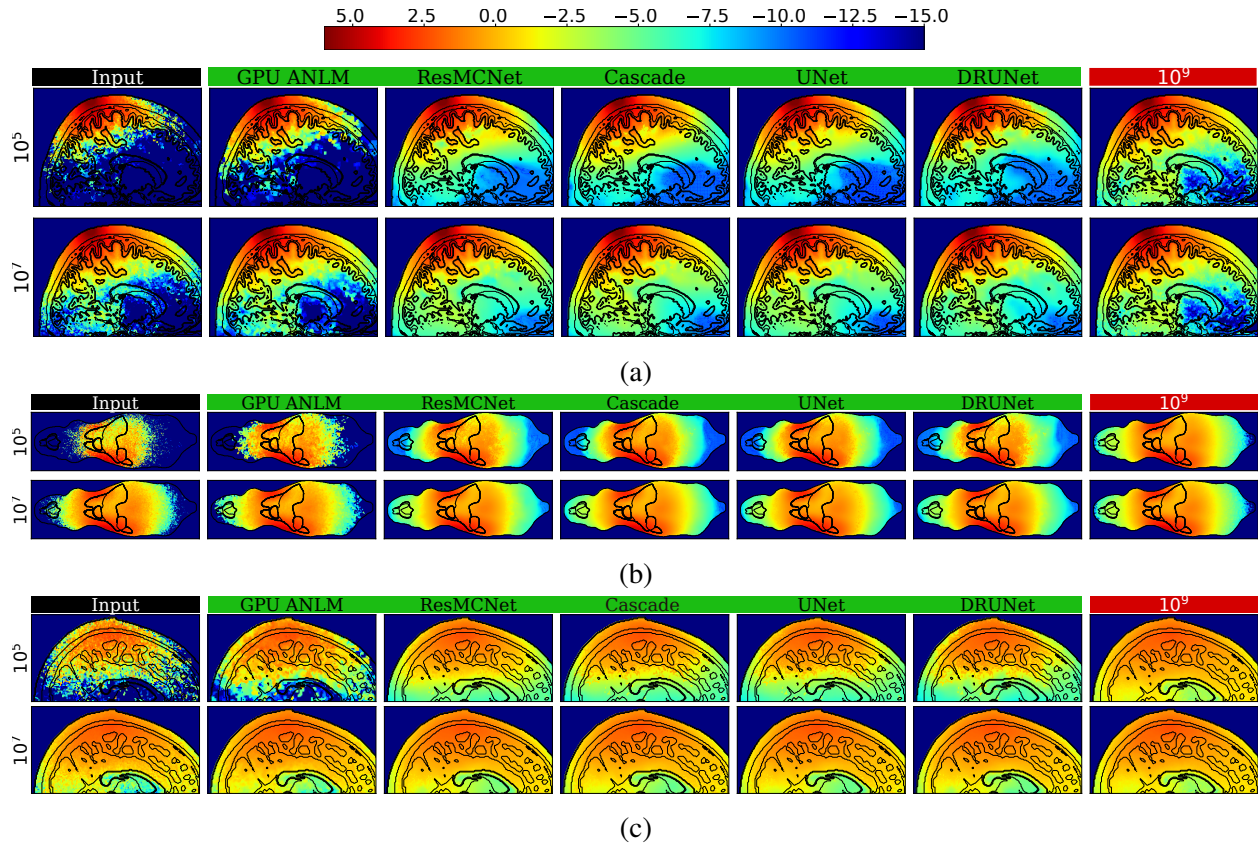 5.0 2.5 0.0 −2.5 −5.0 −7.5 −10.0 −12.5 −15.0
Input GPU ANLM ResMCNet Cascade UNet DRUNet 10⁹
10⁵
10⁷
(a)
Input GPU ANLM ResMCNet Cascade UNet DRUNet 10⁹
10⁵
10⁷
(b)
Input GPU ANLM ResMCNet Cascade UNet DRUNet 10⁹
10⁵
10⁷
(c)